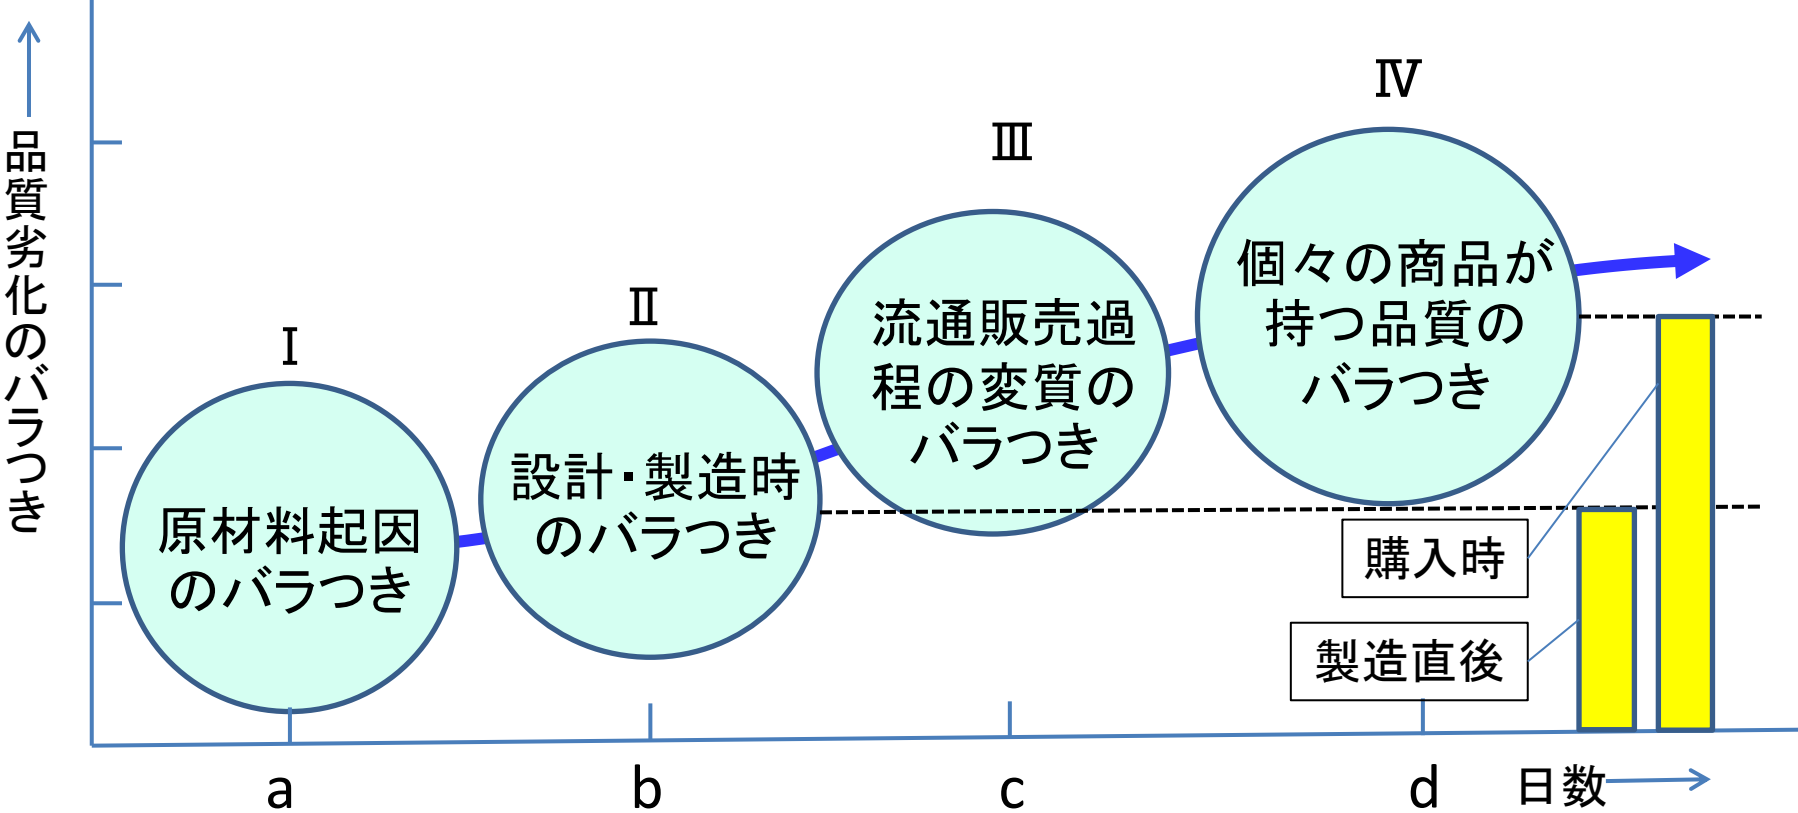 品質劣化のバラつき
Ⅰ
原材料起因
のバラつき
Ⅱ
設計・製造時
のバラつき
Ⅲ
流通販売過
程の変質の
バラつき
Ⅳ
個々の商品が
持つ品質の
バラつき
購入時
製造直後
a
b
c
d
日数